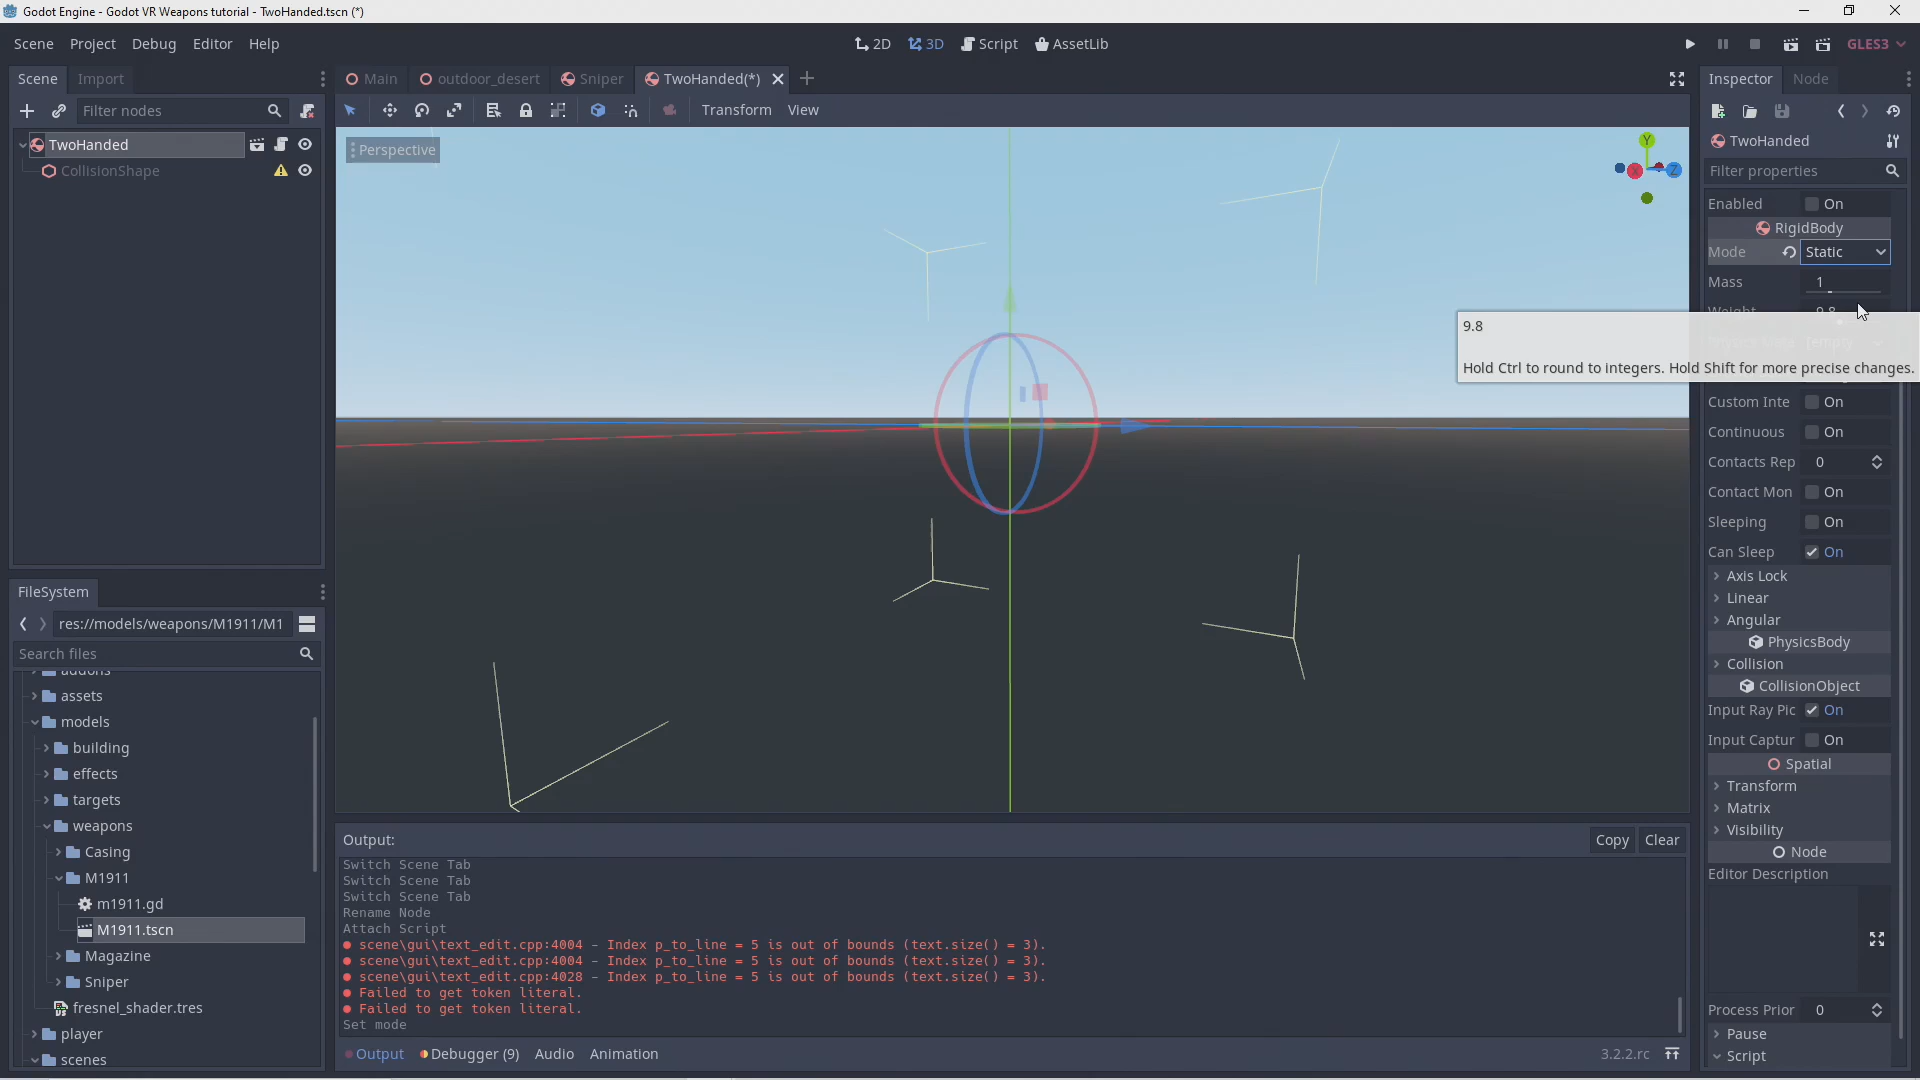 Godot Engine - Godot VR Weapons tutorial - TwoHanded.tscn (*)
Scene Project Debug Editor Help
2D 3D Script AssetLib
GLES3
Scene Import
Filter nodes
TwoHanded
CollisionShape
Main outdoor_desert Sniper TwoHanded(*)
Transform View
Perspective
Y
X
Z
Inspector Node
TwoHanded
Filter properties
Enabled On
RigidBody
Mode Static
Mass 1
Weight 9.8
9.8
Hold Ctrl to round to integers. Hold Shift for more precise changes.
Custom Inte On
Continuous On
Contacts Rep 0
Contact Mon On
Sleeping On
Can Sleep On
Axis Lock
Linear
Angular
PhysicsBody
Collision
CollisionObject
Input Ray Pic On
Input Captur On
Spatial
Transform
Matrix
Visibility
Node
Editor Description
Process Prior 0
Pause
Script
FileSystem
res://models/weapons/M1911/M1
Search files
addons
assets
models
building
effects
targets
weapons
Casing
M1911
m1911.gd
M1911.tscn
Magazine
Sniper
fresnel_shader.tres
player
scenes
Output:
Copy Clear
Switch Scene Tab
Switch Scene Tab
Switch Scene Tab
Rename Node
Attach Script
scene\gui\text_edit.cpp:4004 - Index p_to_line = 5 is out of bounds (text.size() = 3).
scene\gui\text_edit.cpp:4004 - Index p_to_line = 5 is out of bounds (text.size() = 3).
scene\gui\text_edit.cpp:4028 - Index p_to_line = 5 is out of bounds (text.size() = 3).
Failed to get token literal.
Failed to get token literal.
Set mode
Output Debugger (9) Audio Animation
3.2.2.rc